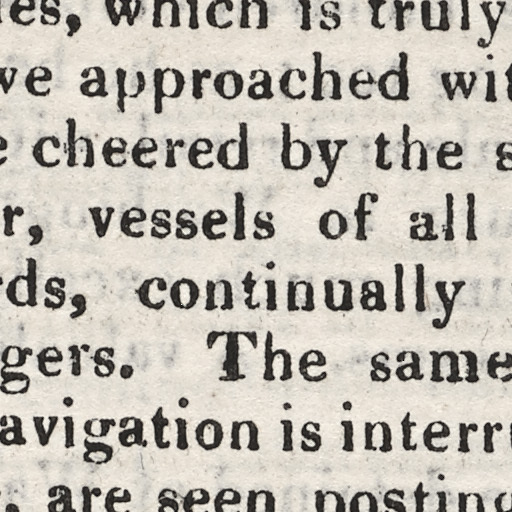 es, which is truly
we approached wit
e cheered by the s
r, vessels of all
rds, continually
gers. The same
avigation is interr
, are seen posting